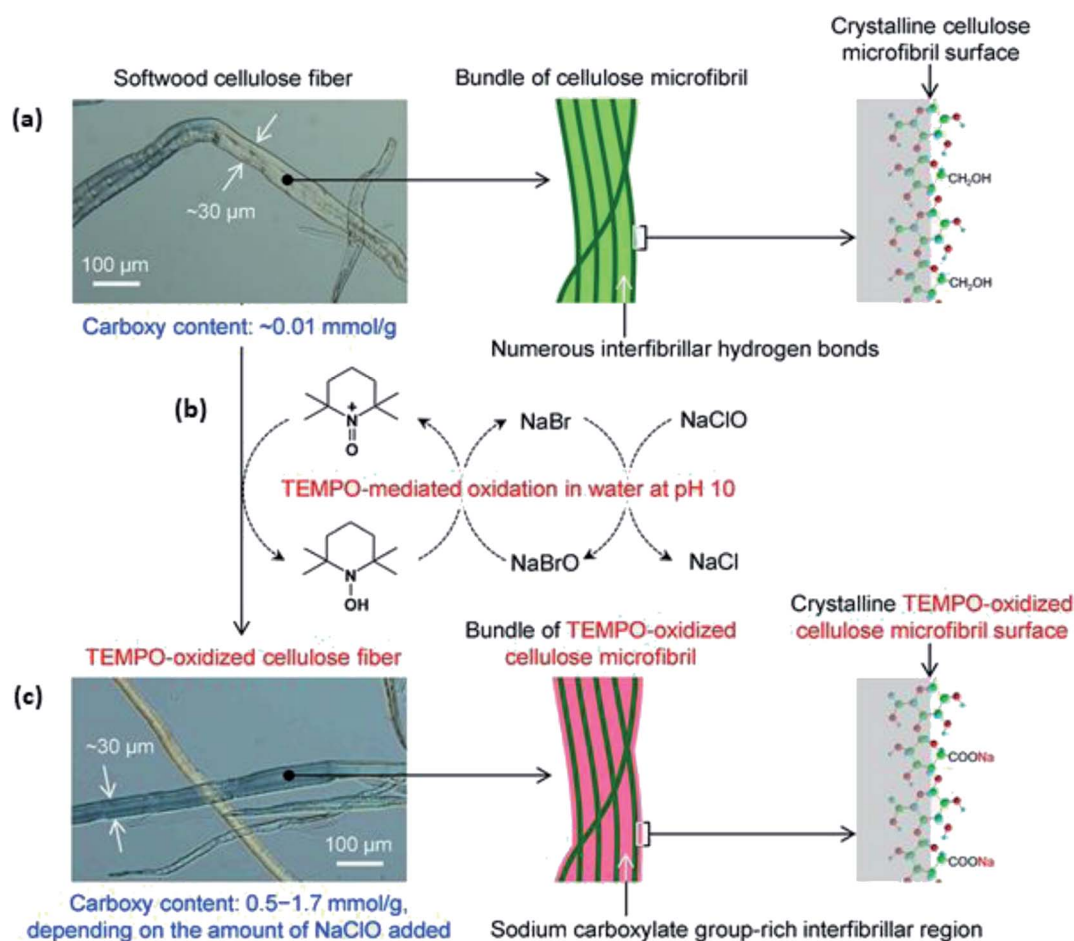 Crystalline cellulose
microfibril surface
Softwood cellulose fiber
Bundle of cellulose microfibril
(a)
~30 µm
100 µm
CH₂OH
CH₂OH
Carboxy content: ~0.01 mmol/g
Numerous interfibrillar hydrogen bonds
(b)
N
+
O
NaBr
NaClO
TEMPO-mediated oxidation in water at pH 10
N
OH
NaBrO
NaCl
TEMPO-oxidized cellulose fiber
Bundle of TEMPO-oxidized
cellulose microfibril
Crystalline TEMPO-oxidized
cellulose microfibril surface
(c)
~30 µm
100 µm
COONa
COONa
Carboxy content: 0.5−1.7 mmol/g,
depending on the amount of NaClO added
Sodium carboxylate group-rich interfibrillar region